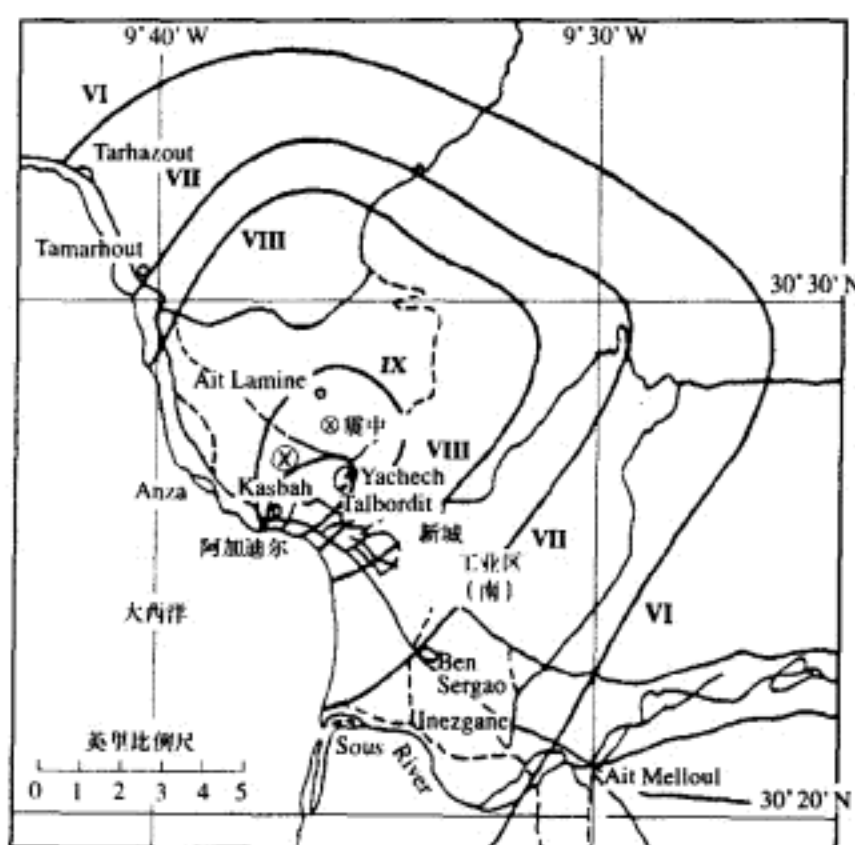 9°40′W
9°30′W
VI
Tarhazout
VII
Tamarhout
VIII
30°30′N
Ait Lamine
IX
震中
VIII
X
Yachech
Kasbah
Talbordit
Anza
新城
阿加迪尔
VII
工业区
（南）
大西洋
VI
Ben
Sergao
Inezgane
英里比例尺
Sous
River
Ait Melloul
0 1 2 3 4 5
30°20′N